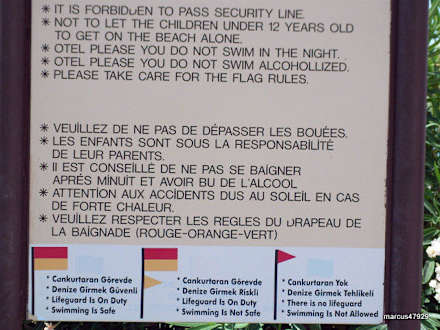 * IT IS FORBIDDEN TO PASS SECURITY LINE.
* NOT TO LET THE CHILDREN UNDER 12 YEARS OLD
TO GET ON THE BEACH ALONE.
* OTEL PLEASE YOU DO NOT SWIM IN THE NIGHT.
* OTEL PLEASE YOU DO NOT SWIM ALCOHOLLIZED.
* PLEASE TAKE CARE FOR THE FLAG RULES.
* VEUILLEZ DE NE PAS DE DÉPASSER LES BOUÉES.
* LES ENFANTS SONT SOUS LA RESPONSABILITÉ
DE LEUR PARENTS.
* Il EST CONSEILLÉ DE NE PAS SE BAÎGNER
APRÈS MINUIT ET AVOIR BU DE L'ALCOOL
* ATTENTION AUX ACCIDENTS DUS AU SOLEIL EN CAS
DE FORTE CHALEUR.
* VEUILLEZ RESPECTER LES REGLES DU DRAPEAU DE
LA BAIGNADE (ROUGE-ORANGE-VERT)
* Cankurtaran Görevde
* Denize Girmek Güvenli
* Lifeguard Is On Duty
* Swimming Is Safe
* Cankurtaran Görevde
* Denize Girmek Riskli
* Lifeguard Is On Duty
* Swimming Is Not Safe
* Cankurtaran Yok
* Denize Girmek Tehlikeli
* There is no lifeguard
* Swimming Is Not Allowed
marcus47929